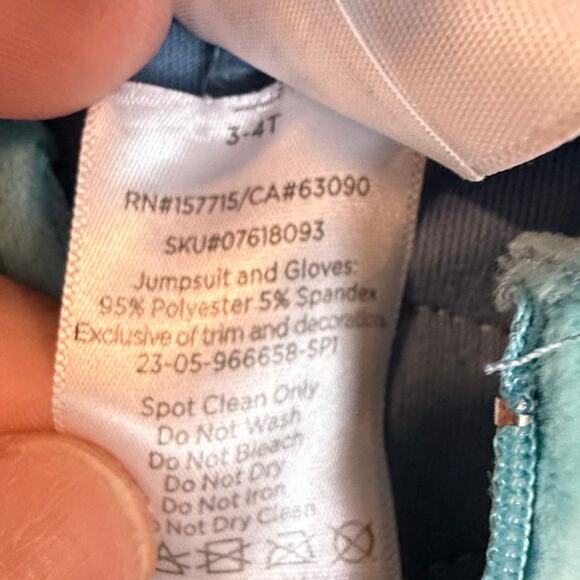 3-4T
RN#157715/CA#63090
SKU#07618093
Jumpsuit and Gloves:
95% Polyester 5% Spandex
Exclusive of trim and decoration
23-05-966658-SP1
Spot Clean Only
Do Not Wash
Do Not Bleach
Do Not Dry
Do Not Iron
Not Dry Clean